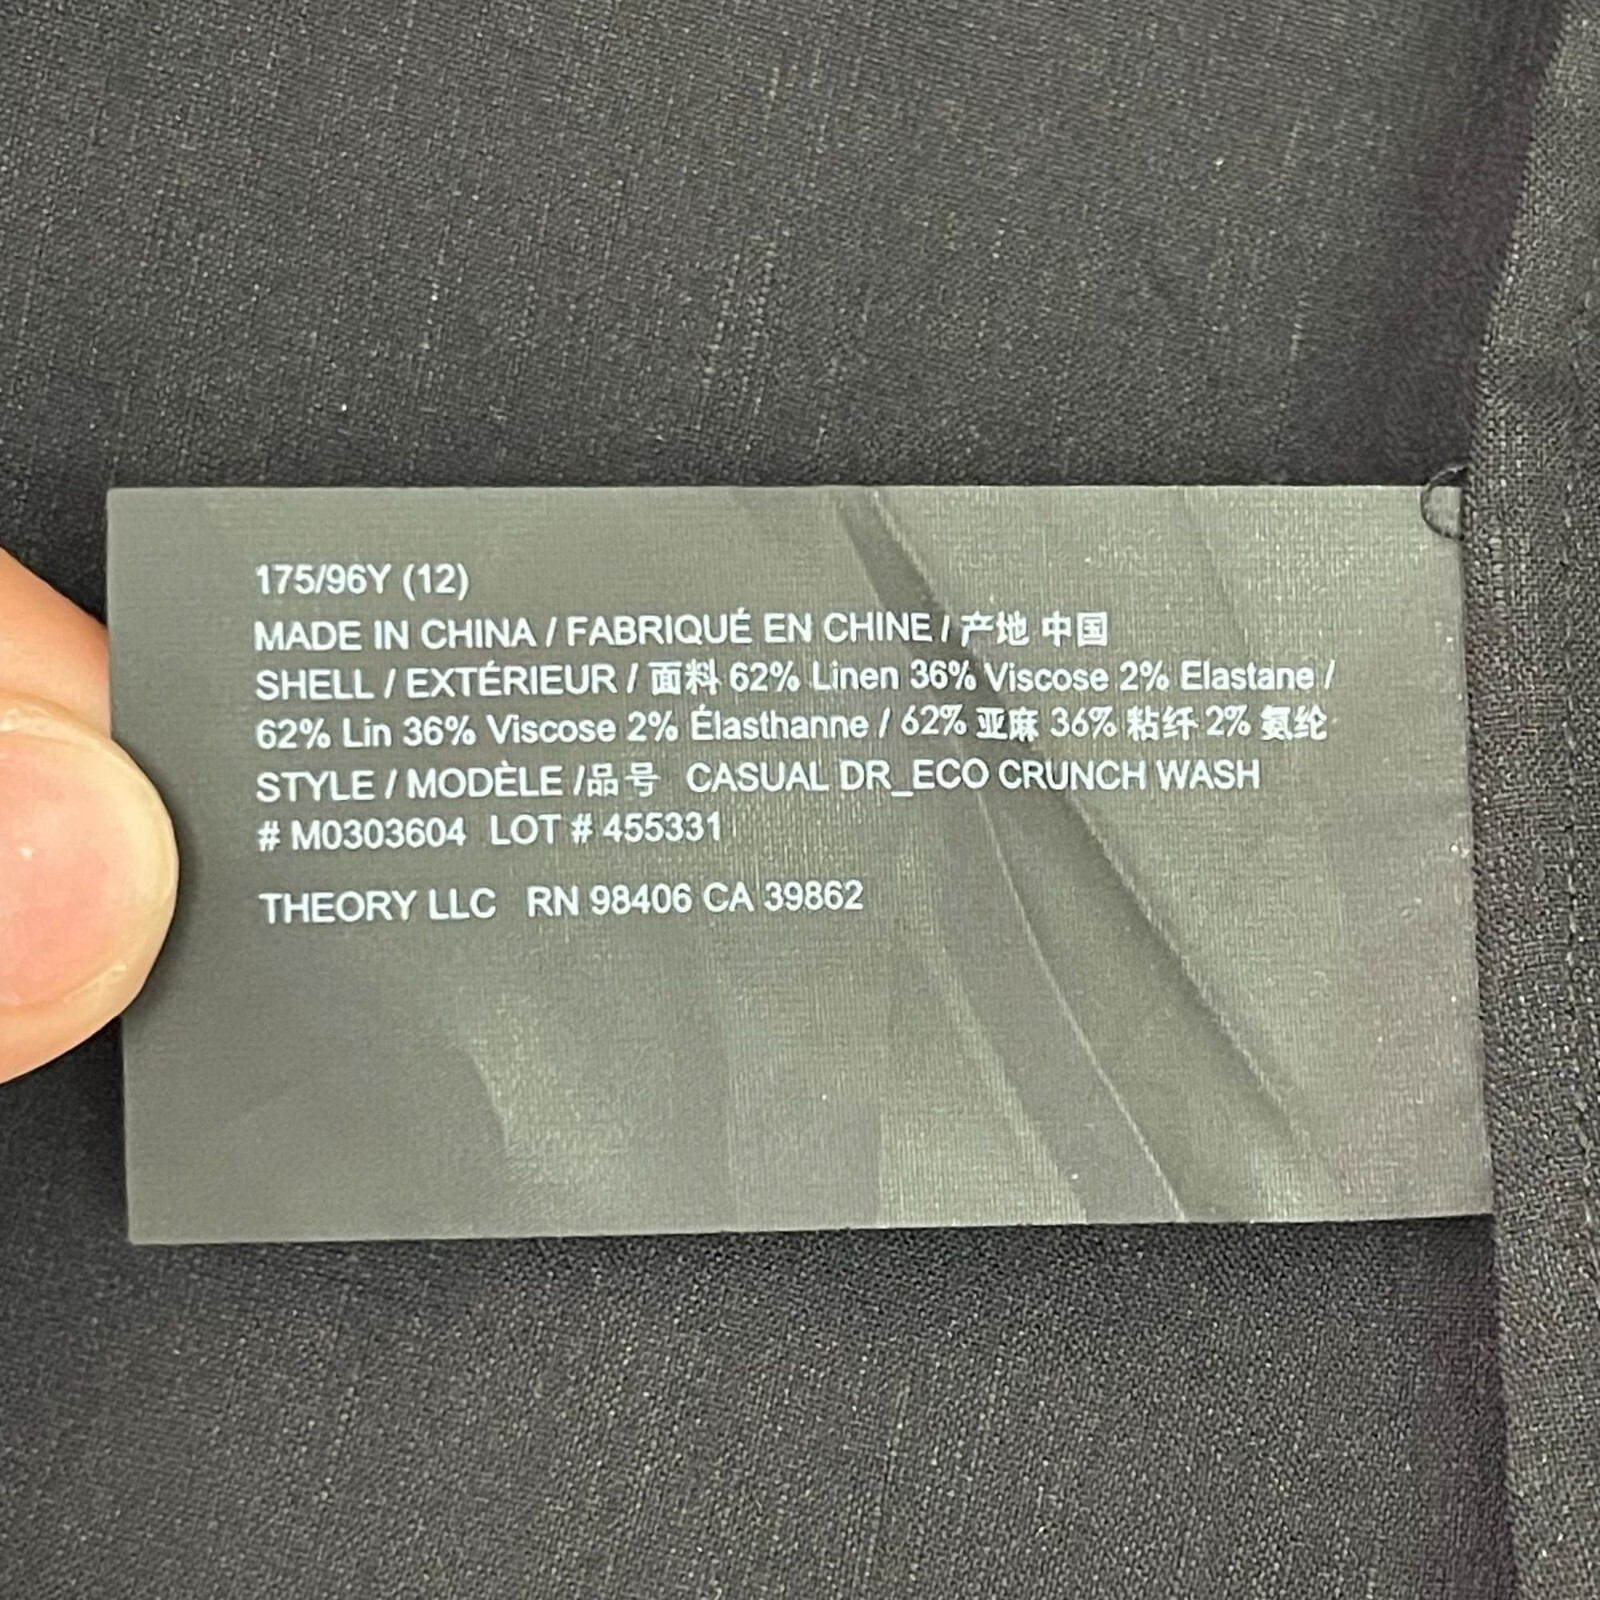 175/96Y (12)
MADE IN CHINA / FABRIQUÉ EN CHINE / 产地 中国
SHELL / EXTÉRIEUR / 面料 62% Linen 36% Viscose 2% Elastane /
62% Lin 36% Viscose 2% Élasthanne / 62% 亚麻 36% 粘纤 2% 氨纶
STYLE / MODÈLE /品号 CASUAL DR_ECO CRUNCH WASH
# M0303604 LOT # 455331
THEORY LLC RN 98406 CA 39862